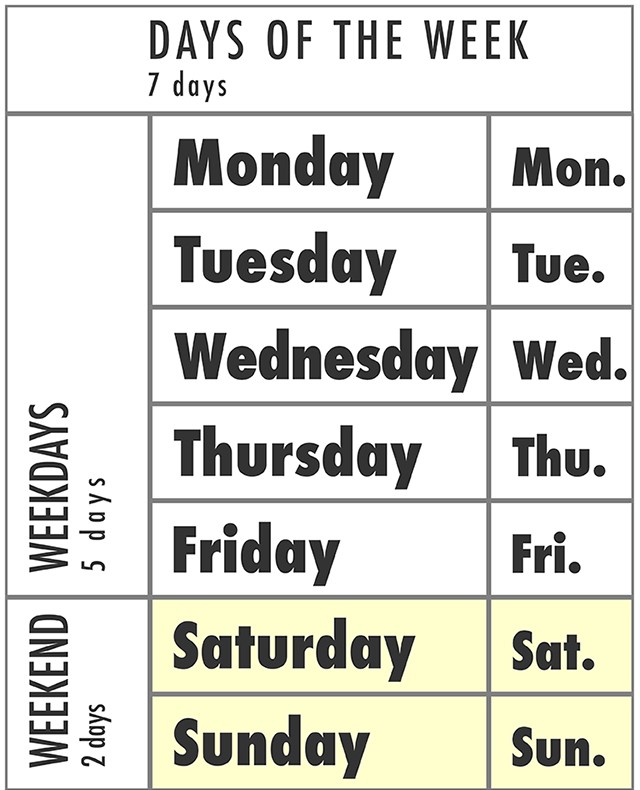 DAYS OF THE WEEK
7 days
WEEKDAYS
5 days
Monday Mon.
Tuesday Tue.
Wednesday Wed.
Thursday Thu.
Friday Fri.
WEEKEND
2 days
Saturday Sat.
Sunday Sun.